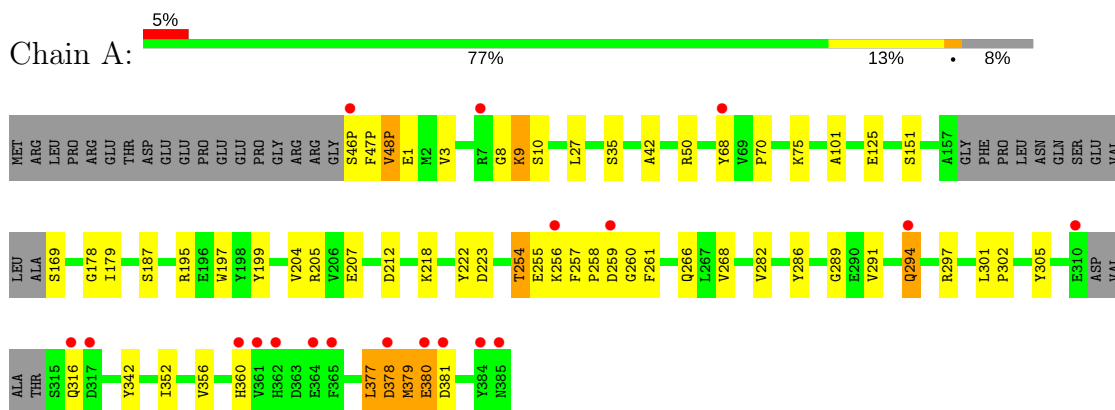 5%
Chain A:
77% 13% • 8%
MET ARG LEU PRO ARG GLU THR ASP GLU GLU PRO GLU GLU PRO GLY ARG ARG GLY S46P F47P V48P E1 M2 V3 R7 G8 K9 S10 L27 S35 A42 R50 Y68 V69 P70 K75 A101 E125 S151 A157 GLY PHE PRO LEU ASN GLN SER GLU VAL
LEU ALA S169 G178 I179 S187 R195 E196 W197 Y198 Y199 V204 R205 V206 E207 D212 K218 Y222 D223 T254 E255 K256 F257 P258 D259 G260 F261 Q266 L267 V268 V282 Y286 G289 E290 V291 Q294 R297 L301 P302 Y305 E310 ASP VAL
ALA THR S315 Q316 D317 Y342 I352 V356 H360 V361 H362 D363 E364 F365 L377 D378 M379 E380 D381 Y384 N385